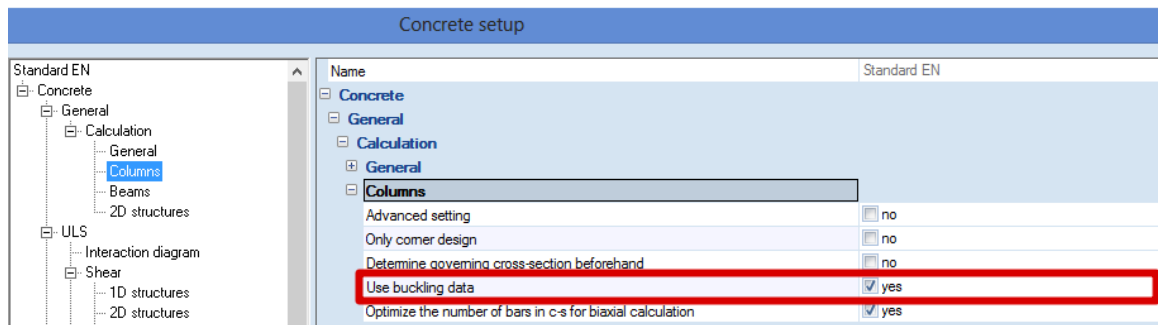 Concrete setup
Standard EN
Concrete
General
Calculation
General
Columns
Beams
2D structures
ULS
Interaction diagram
Shear
1D structures
2D structures
Name Standard EN
Concrete
General
Calculation
General
Columns
Advanced setting no
Only corner design no
Determine governing cross-section beforehand no
Use buckling data yes
Optimize the number of bars in c-s for biaxial calculation yes